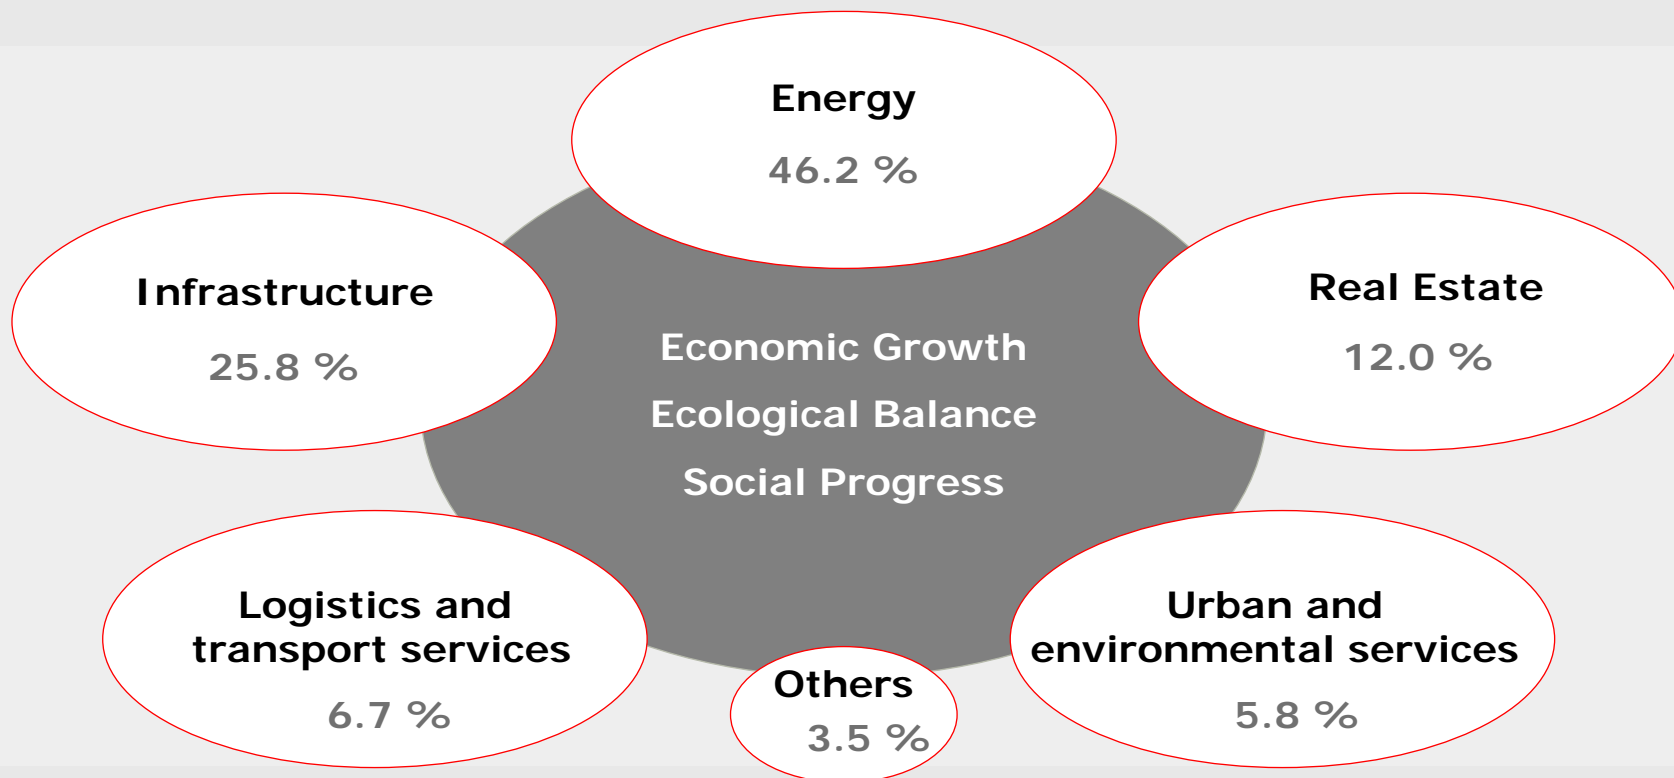 Energy
46.2 %
Infrastructure
25.8 %
Real Estate
12.0 %
Economic Growth
Ecological Balance
Social Progress
Logistics and
transport services
6.7 %
Others
3.5 %
Urban and
environmental services
5.8 %